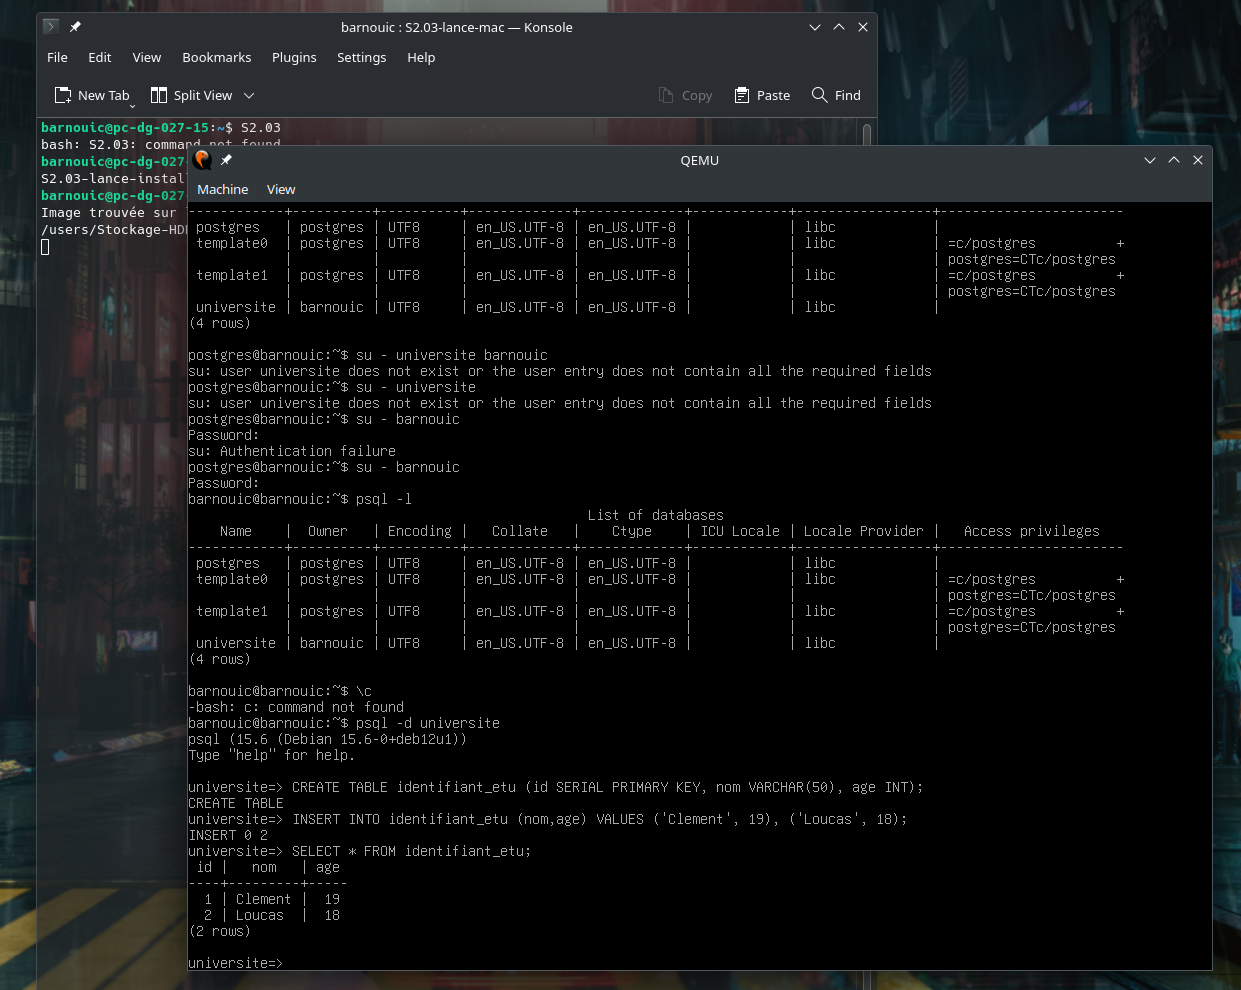 barnouic : S2.03-lance-mac — Konsole
File Edit View Bookmarks Plugins Settings Help
New Tab Split View Copy Paste Find
barnouic@pc-dg-027-15:~$ S2.03
bash: S2.03: command not found
barnouic@pc-dg-027
S2.03-lance-instal
barnouic@pc-dg-027
Image trouvée sur
/users/Stockage-HD
QEMU
Machine View
------------+----------+----------+-------------+-------------+------------+-----------------+-----------------------
 postgres   | postgres | UTF8     | en_US.UTF-8 | en_US.UTF-8 |            | libc            |
 template0  | postgres | UTF8     | en_US.UTF-8 | en_US.UTF-8 |            | libc            | =c/postgres          +
            |          |          |             |             |            |                 | postgres=CTc/postgres
 template1  | postgres | UTF8     | en_US.UTF-8 | en_US.UTF-8 |            | libc            | =c/postgres          +
            |          |          |             |             |            |                 | postgres=CTc/postgres
 universite | barnouic | UTF8     | en_US.UTF-8 | en_US.UTF-8 |            | libc            |
(4 rows)
postgres@barnouic:~$ su - universite barnouic
su: user universite does not exist or the user entry does not contain all the required fields
postgres@barnouic:~$ su - universite
su: user universite does not exist or the user entry does not contain all the required fields
postgres@barnouic:~$ su - barnouic
Password:
su: Authentication failure
postgres@barnouic:~$ su - barnouic
Password:
barnouic@barnouic:~$ psql -l
List of databases
    Name    |  Owner   | Encoding |   Collate   |    Ctype    | ICU Locale | Locale Provider |   Access privileges
------------+----------+----------+-------------+-------------+------------+-----------------+-----------------------
 postgres   | postgres | UTF8     | en_US.UTF-8 | en_US.UTF-8 |            | libc            |
 template0  | postgres | UTF8     | en_US.UTF-8 | en_US.UTF-8 |            | libc            | =c/postgres          +
            |          |          |             |             |            |                 | postgres=CTc/postgres
 template1  | postgres | UTF8     | en_US.UTF-8 | en_US.UTF-8 |            | libc            | =c/postgres          +
            |          |          |             |             |            |                 | postgres=CTc/postgres
 universite | barnouic | UTF8     | en_US.UTF-8 | en_US.UTF-8 |            | libc            |
(4 rows)
barnouic@barnouic:~$ \c
-bash: c: command not found
barnouic@barnouic:~$ psql -d universite
psql (15.6 (Debian 15.6-0+deb12u1))
Type "help" for help.
universite=> CREATE TABLE identifiant_etu (id SERIAL PRIMARY KEY, nom VARCHAR(50), age INT);
CREATE TABLE
universite=> INSERT INTO identifiant_etu (nom,age) VALUES ('Clement', 19), ('Loucas', 18);
INSERT 0 2
universite=> SELECT * FROM identifiant_etu;
 id |   nom   | age
----+---------+-----
  1 | Clement |  19
  2 | Loucas  |  18
(2 rows)
universite=>